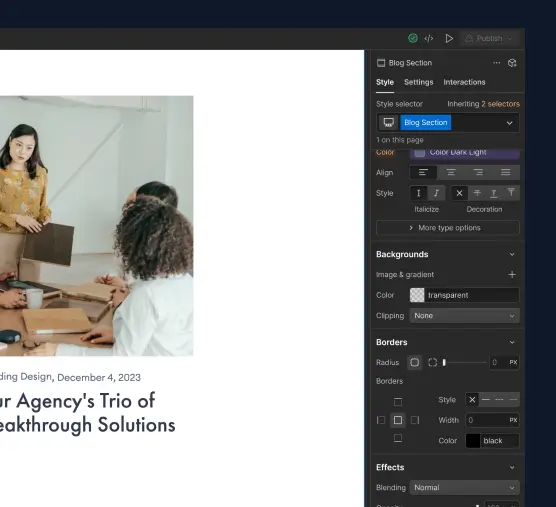 Publish
Blog Section
Style Settings Interactions
Style selector Inheriting 2 selectors
Blog Section
1 on this page
Color Color Dark Light
Align
Style
Italicize Decoration
More type options
Backgrounds
Image & gradient
Color transparent
Clipping None
Borders
Radius 0 PX
Borders
Style
Width 0 PX
Color black
Effects
Blending Normal
ding Design, December 4, 2023
ur Agency's Trio of
eakthrough Solutions